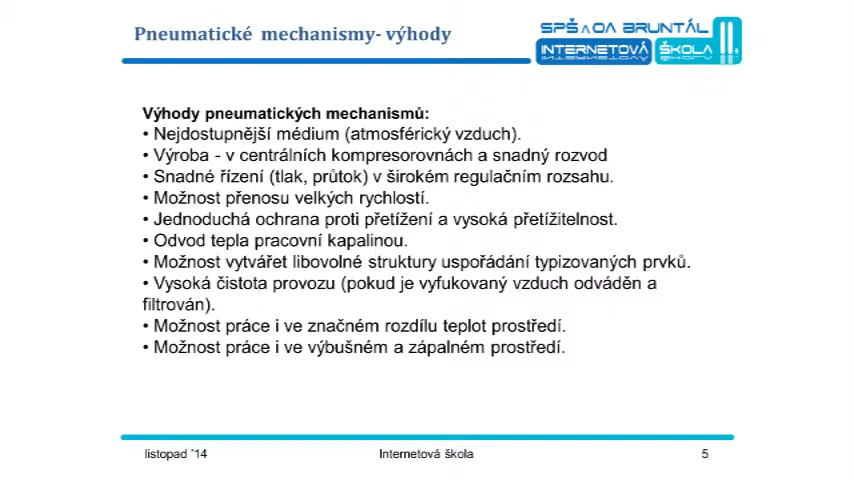 Pneumatické mechanismy- výhody
SPŠ A OA BRUNTÁL
INTERNETOVÁ ŠKOLA
Výhody pneumatických mechanismů:
• Nejdostupnější médium (atmosférický vzduch).
• Výroba - v centrálních kompresorovnách a snadný rozvod
• Snadné řízení (tlak, průtok) v širokém regulačním rozsahu.
• Možnost přenosu velkých rychlostí.
• Jednoduchá ochrana proti přetížení a vysoká přetížitelnost.
• Odvod tepla pracovní kapalinou.
• Možnost vytvářet libovolné struktury uspořádání typizovaných prvků.
• Vysoká čistota provozu (pokud je vyfukovaný vzduch odváděn a
filtrován).
• Možnost práce i ve značném rozdílu teplot prostředí.
• Možnost práce i ve výbušném a zápalném prostředí.
listopad '14 Internetová škola 5